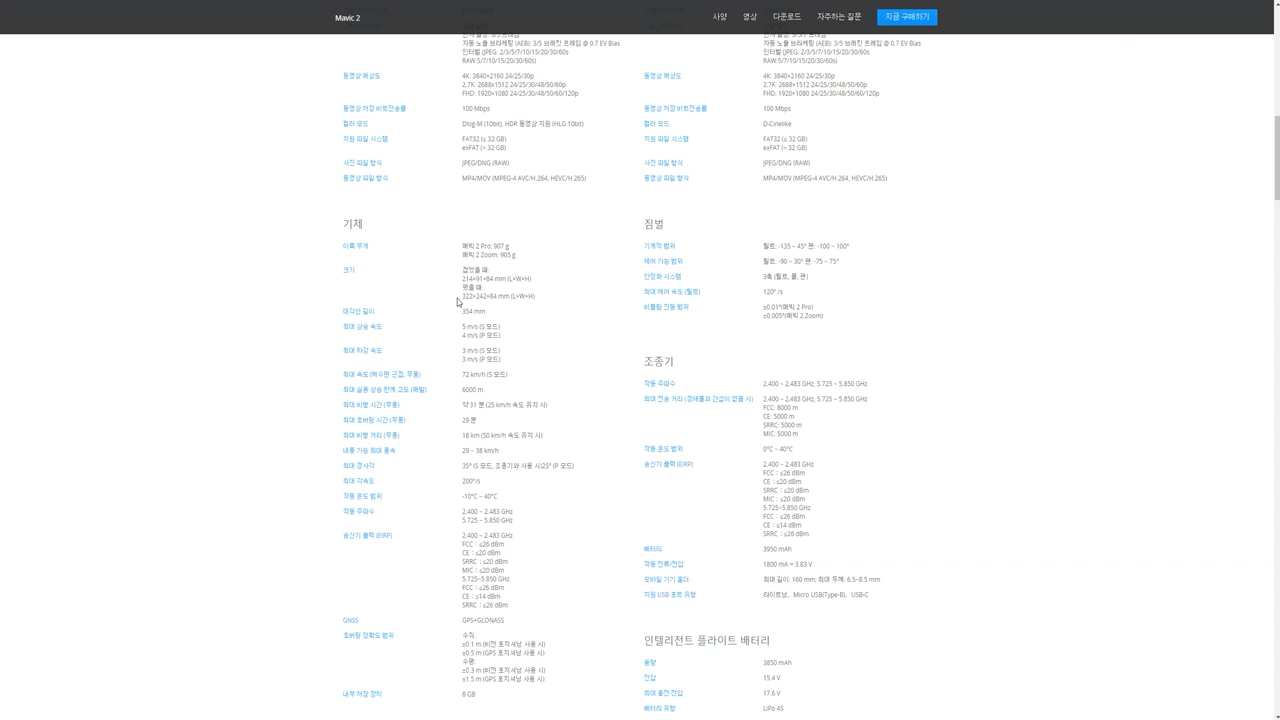 Mavic 2
사양
영상
다운로드
자주하는 질문
지금 구매하기
자동 노출 브라케팅 (AEB): 3/5 브래킷 프레임 @ 0.7 EV Bias
인터벌 (JPEG: 2/3/5/7/10/15/20/30/60s
RAW:5/7/10/15/20/30/60s)
동영상 해상도
4K: 3840×2160 24/25/30p
2.7K: 2688x1512 24/25/30/48/50/60p
FHD: 1920×1080 24/25/30/48/50/60/120p
동영상 저장 비트전송률
100 Mbps
컬러 모드
Dlog-M (10bit), HDR 동영상 지원 (HLG 10bit)
지원 파일 시스템
FAT32 (≤ 32 GB)
exFAT (> 32 GB)
사진 파일 형식
JPEG/DNG (RAW)
동영상 파일 형식
MP4/MOV (MPEG-4 AVC/H.264, HEVC/H.265)
기체
이륙 무게
매빅 2 Pro: 907 g
매빅 2 Zoom: 905 g
크기
접었을 때:
214×91×84 mm (L×W×H)
폈을 때:
322×242×84 mm (L×W×H)
대각선 길이
354 mm
최대 상승 속도
5 m/s (S 모드)
4 m/s (P 모드)
최대 하강 속도
3 m/s (S 모드)
3 m/s (P 모드)
최대 속도 (해수면 근접, 무풍)
72 km/h (S 모드)
최대 실용 상승 한계 고도 (해발)
6000 m
최대 비행 시간 (무풍)
약 31 분 (25 km/h 속도 유지 시)
최대 호버링 시간 (무풍)
29 분
최대 비행 거리 (무풍)
18 km (50 km/h 속도 유지 시)
내풍 가능 최대 풍속
29 – 38 km/h
최대 경사각
35° (S 모드, 조종기와 사용 시)25° (P 모드)
최대 각속도
200°/s
작동 온도 범위
-10°C ~ 40°C
작동 주파수
2.400 ~ 2.483 GHz
5.725 ~ 5.850 GHz
송신기 출력 (EIRP)
2.400 ~ 2.483 GHz
FCC：≤26 dBm
CE：≤20 dBm
SRRC：≤20 dBm
MIC：≤20 dBm
5.725~5.850 GHz
FCC：≤26 dBm
CE：≤14 dBm
SRRC：≤26 dBm
GNSS
GPS+GLONASS
호버링 정확도 범위
수직:
±0.1 m (비전 포지셔닝 사용 시)
±0.5 m (GPS 포지셔닝 사용 시)
수평:
±0.3 m (비전 포지셔닝 사용 시)
±1.5 m (GPS 포지셔닝 사용 시)
내부 저장 장치
8 GB
자동 노출 브라케팅 (AEB): 3/5 브래킷 프레임 @ 0.7 EV Bias
인터벌 (JPEG: 2/3/5/7/10/15/20/30/60s
RAW:5/7/10/15/20/30/60s)
동영상 해상도
4K: 3840×2160 24/25/30p
2.7K: 2688×1512 24/25/30/48/50/60p
FHD: 1920×1080 24/25/30/48/50/60/120p
동영상 저장 비트전송률
100 Mbps
컬러 모드
D-Cinelike
지원 파일 시스템
FAT32 (≤ 32 GB)
exFAT (> 32 GB)
사진 파일 형식
JPEG/DNG (RAW)
동영상 파일 형식
MP4/MOV (MPEG-4 AVC/H.264, HEVC/H.265)
짐벌
기계적 범위
틸트: -135 ~ 45° 팬: -100 ~ 100°
제어 가능 범위
틸트: -90 ~ 30° 팬: -75 ~ 75°
안정화 시스템
3축 (틸트, 롤, 팬)
최대 제어 속도 (틸트)
120° /s
비틀림 진동 범위
±0.01°(매빅 2 Pro)
±0.005°(매빅 2 Zoom)
조종기
작동 주파수
2.400 ~ 2.483 GHz; 5.725 ~ 5.850 GHz
최대 전송 거리 (장애물과 간섭이 없을 시)
2.400 ~ 2.483 GHz; 5.725 ~ 5.850 GHz
FCC: 8000 m
CE: 5000 m
SRRC: 5000 m
MIC: 5000 m
작동 온도 범위
0°C ~ 40°C
송신기 출력 (EIRP)
2.400 ~ 2.483 GHz
FCC：≤26 dBm
CE：≤20 dBm
SRRC：≤20 dBm
MIC：≤20 dBm
5.725~5.850 GHz
FCC：≤26 dBm
CE：≤14 dBm
SRRC：≤26 dBm
배터리
3950 mAh
작동 전류/전압
1800 mA ⎓ 3.83 V
모바일 기기 홀더
최대 길이: 160 mm; 최대 두께: 6.5~8.5 mm
지원 USB 포트 유형
라이트닝，Micro USB(Type-B)，USB-C
인텔리전트 플라이트 배터리
용량
3850 mAh
전압
15.4 V
최대 충전 전압
17.6 V
배터리 유형
LiPo 4S